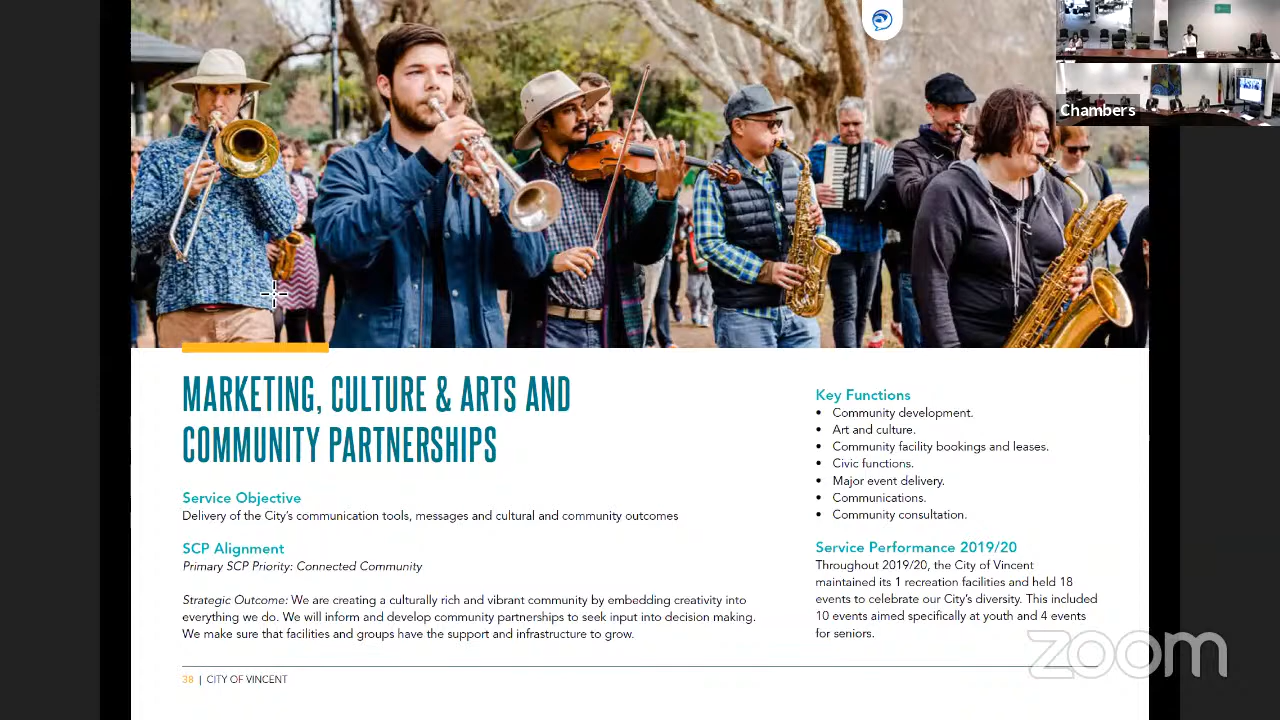 Chambers
MARKETING, CULTURE & ARTS AND
COMMUNITY PARTNERSHIPS
Service Objective
Delivery of the City's communication tools, messages and cultural and community outcomes
SCP Alignment
Primary SCP Priority: Connected Community
Strategic Outcome: We are creating a culturally rich and vibrant community by embedding creativity into
everything we do. We will inform and develop community partnerships to seek input into decision making.
We make sure that facilities and groups have the support and infrastructure to grow.
Key Functions
• Community development.
• Art and culture.
• Community facility bookings and leases.
• Civic functions.
• Major event delivery.
• Communications.
• Community consultation.
Service Performance 2019/20
Throughout 2019/20, the City of Vincent
maintained its 1 recreation facilities and held 18
events to celebrate our City's diversity. This included
10 events aimed specifically at youth and 4 events
for seniors.
zoom
38 | CITY OF VINCENT